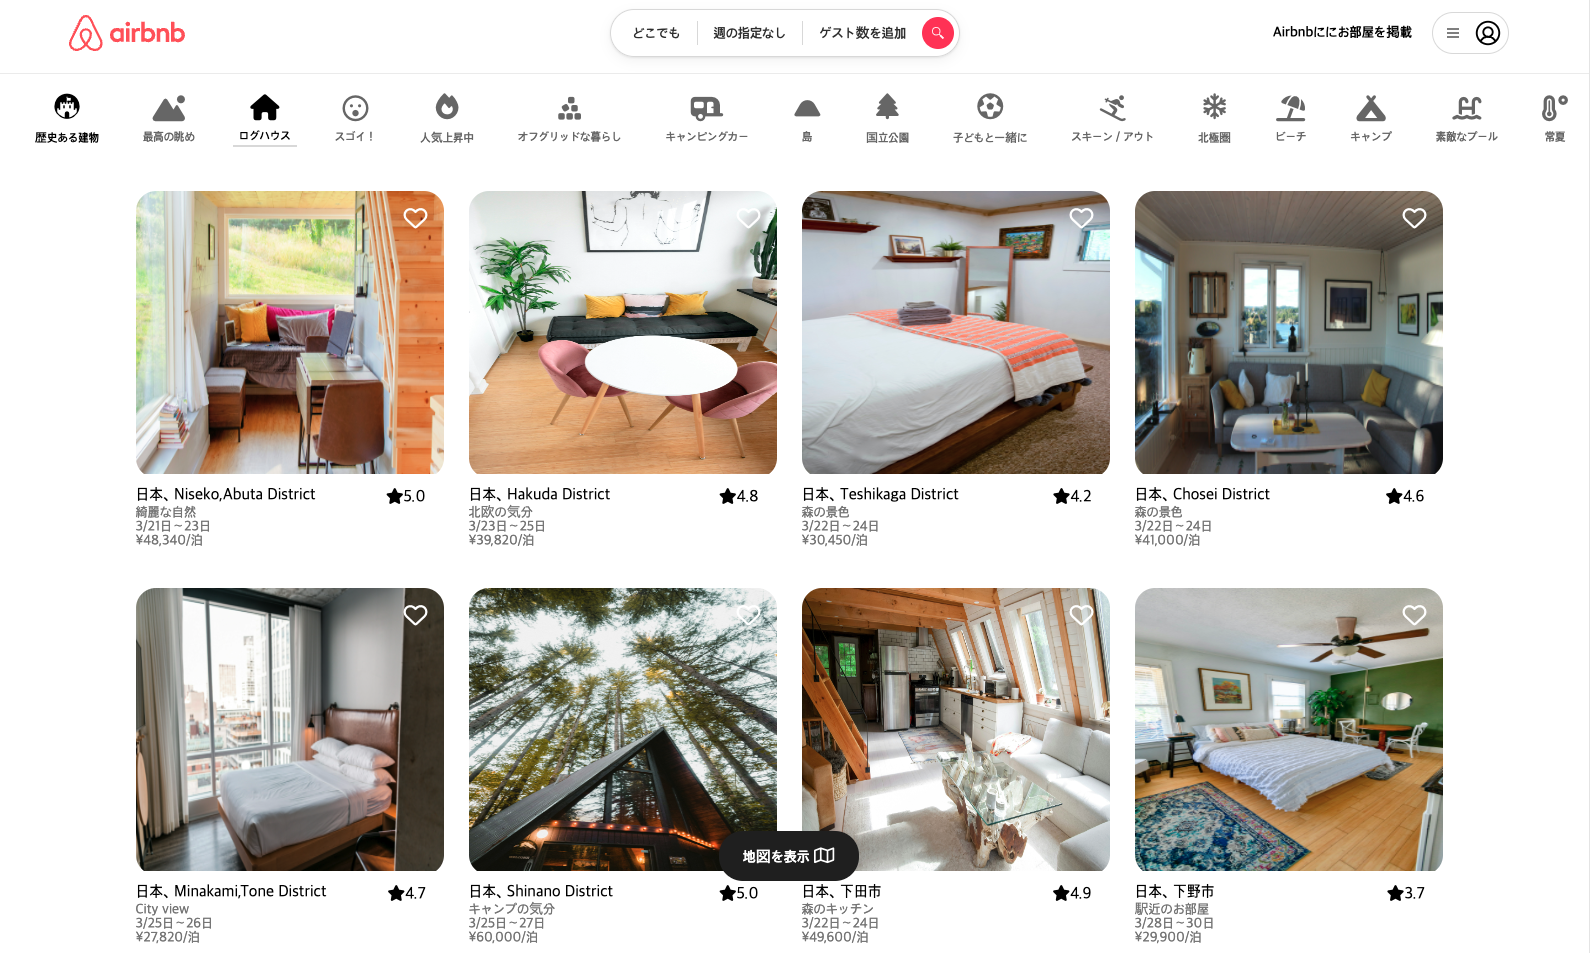 airbnb
どこでも
週の指定なし
ゲスト数を追加
Airbnbににお部屋を掲載
歴史ある建物
最高の眺め
ログハウス
スゴイ！
人気上昇中
オフグリッドな暮らし
キャンピングカー
島
国立公園
子どもと一緒に
スキーン / アウト
北極圏
ビーチ
キャンプ
素敵なプール
常夏
日本、Niseko,Abuta District
★5.0
綺麗な自然
3/21日～23日
¥48,340/泊
日本、Hakuda District
★4.8
北欧の気分
3/23日～25日
¥39,820/泊
日本、Teshikaga District
★4.2
森の景色
3/22日～24日
¥30,450/泊
日本、Chosei District
★4.6
森の景色
3/22日～24日
¥41,000/泊
日本、Minakami,Tone District
★4.7
City view
3/25日～26日
¥27,820/泊
日本、Shinano District
★5.0
キャンプの気分
3/25日～27日
¥60,000/泊
日本、下田市
★4.9
森のキッチン
3/22日～24日
¥49,600/泊
日本、下野市
★3.7
駅近のお部屋
3/28日～30日
¥29,900/泊
地図を表示